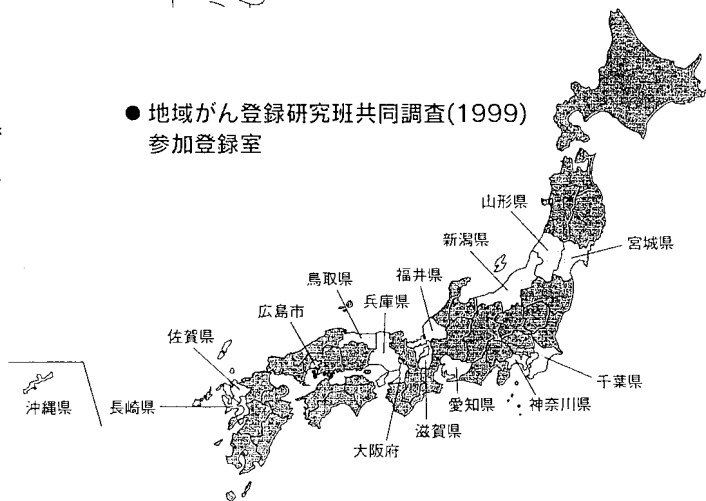 ● 地域がん登録研究班共同調査(1999)
参加登録室
山形県
新潟県
宮城県
鳥取県
福井県
兵庫県
広島市
佐賀県
千葉県
沖縄県
長崎県
愛知県
神奈川県
滋賀県
大阪府